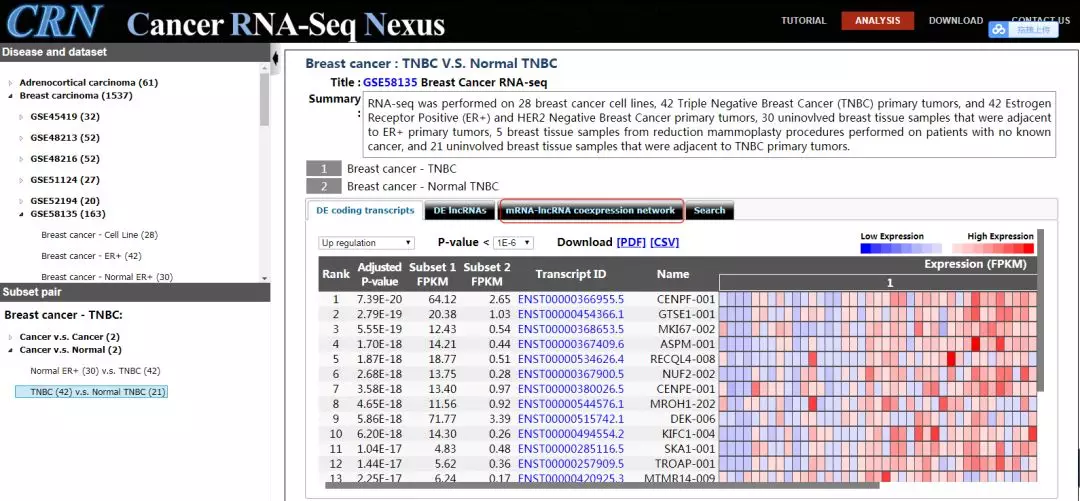 CRN Cancer RNA-Seq Nexus
TUTORIAL ANALYSIS DOWNLOAD CONTACT US
拖拽上传
Disease and dataset
Adrenocortical carcinoma (61)
Breast carcinoma (1537)
GSE45419 (32)
GSE48213 (52)
GSE48216 (52)
GSE51124 (27)
GSE52194 (20)
GSE58135 (163)
Breast cancer - Cell Line (28)
Breast cancer - ER+ (42)
Breast cancer - Normal ER+ (30)
Subset pair
Breast cancer - TNBC:
Cancer v.s. Cancer (2)
Cancer v.s. Normal (2)
Normal ER+ (30) v.s. TNBC (42)
TNBC (42) v.s. Normal TNBC (21)
Breast cancer : TNBC V.S. Normal TNBC
Title : GSE58135 Breast Cancer RNA-seq
Summary :
RNA-seq was performed on 28 breast cancer cell lines, 42 Triple Negative Breast Cancer (TNBC) primary tumors, and 42 Estrogen
Receptor Positive (ER+) and HER2 Negative Breast Cancer primary tumors, 30 uninovlved breast tissue samples that were adjacent
to ER+ primary tumors, 5 breast tissue samples from reduction mammoplasty procedures performed on patients with no known
cancer, and 21 uninvolved breast tissue samples that were adjacent to TNBC primary tumors.
1 Breast cancer - TNBC
2 Breast cancer - Normal TNBC
DE coding transcripts DE lncRNAs mRNA-lncRNA coexpression network Search
Up regulation P-value < 1E-6 Download [PDF] [CSV]
Low Expression High Expression
Rank Adjusted P-value Subset 1 FPKM Subset 2 FPKM Transcript ID Name Expression (FPKM)
1
1 7.39E-20 64.12 2.65 ENST00000366955.5 CENPF-001
2 2.79E-19 20.38 1.03 ENST00000454366.1 GTSE1-001
3 5.55E-19 12.43 0.54 ENST00000368653.5 MKI67-002
4 1.70E-18 14.21 0.44 ENST00000367409.6 ASPM-001
5 1.87E-18 18.77 0.51 ENST00000534626.4 RECQL4-008
6 2.68E-18 13.75 0.28 ENST00000367900.5 NUF2-002
7 3.58E-18 13.40 0.97 ENST00000380026.5 CENPE-001
8 4.65E-18 11.56 0.92 ENST00000544576.1 MROH1-202
9 5.86E-18 71.77 3.39 ENST00000515742.1 DEK-006
10 6.20E-18 14.30 0.26 ENST00000494554.2 KIFC1-004
11 1.04E-17 4.83 0.48 ENST00000285116.5 SKA1-001
12 1.44E-17 5.62 0.36 ENST00000257909.5 TROAP-001
13 2.25E-17 6.24 0.17 ENST00000420925.3 MTMR14-009